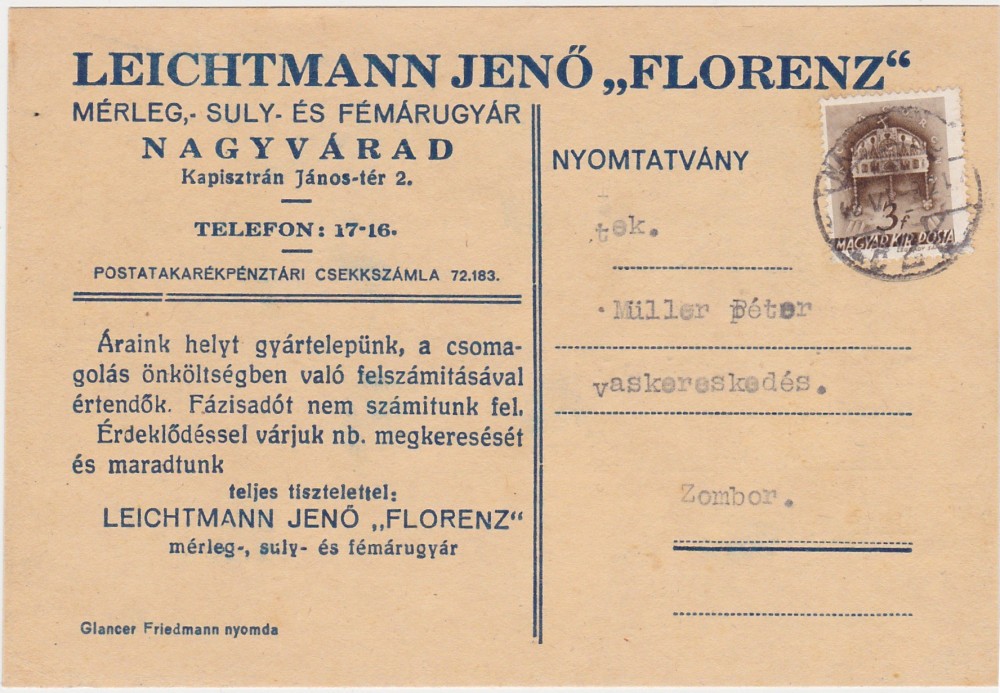 LEICHTMANN JENŐ „FLORENZ“
MÉRLEG,- SULY- ÉS FÉMÁRUGYÁR
NAGYVÁRAD
Kapisztrán János-tér 2.
TELEFON: 17-16.
POSTATAKARÉKPÉNZTÁRI CSEKKSZÁMLA 72.183.
Áraink helyt gyártelepünk, a csoma-
golás önköltségben való felszámitásával
értendők. Fázisadót nem számitunk fel.
Érdeklődéssel várjuk nb. megkeresését
és maradtunk
teljes tisztelettel:
LEICHTMANN JENŐ „FLORENZ“
mérleg-, suly- és fémárugyár
Glancer Friedmann nyomda
NYOMTATVÁNY
3f
MAGYAR KIR. POSTA
tek.
Müller Péter
vaskereskedés.
Zombor.